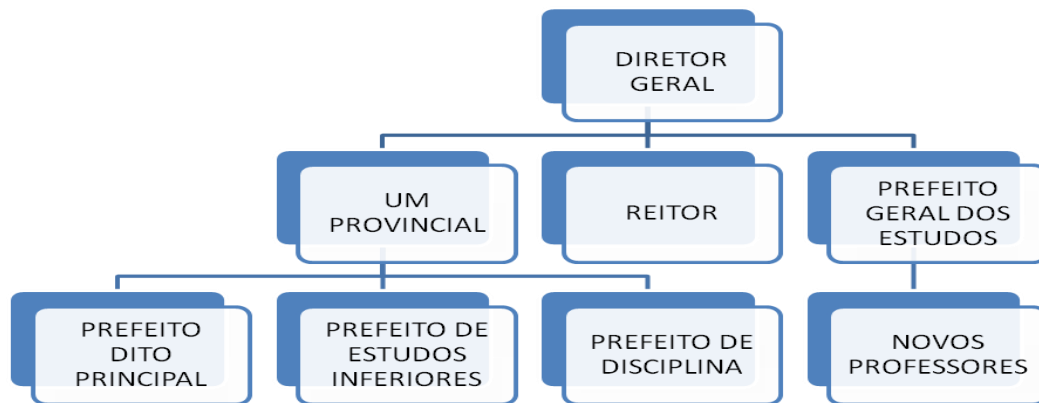 DIRETOR
GERAL
UM
PROVINCIAL
REITOR
PREFEITO
GERAL DOS
ESTUDOS
PREFEITO
DITO
PRINCIPAL
PREFEITO DE
ESTUDOS
INFERIORES
PREFEITO DE
DISCIPLINA
NOVOS
PROFESSORES